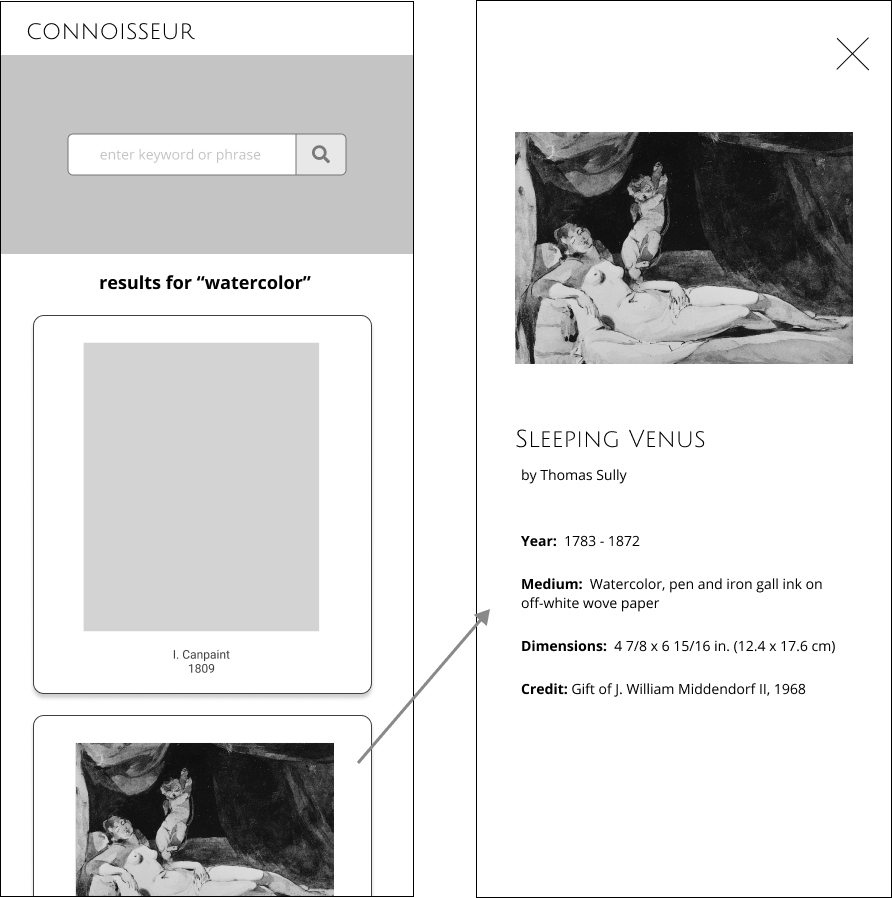 CONNOISSEUR
enter keyword or phrase
results for “watercolor”
I. Canpaint
1809
Sleeping Venus
by Thomas Sully
Year: 1783 - 1872
Medium: Watercolor, pen and iron gall ink on
off-white wove paper
Dimensions: 4 7/8 x 6 15/16 in. (12.4 x 17.6 cm)
Credit: Gift of J. William Middendorf II, 1968